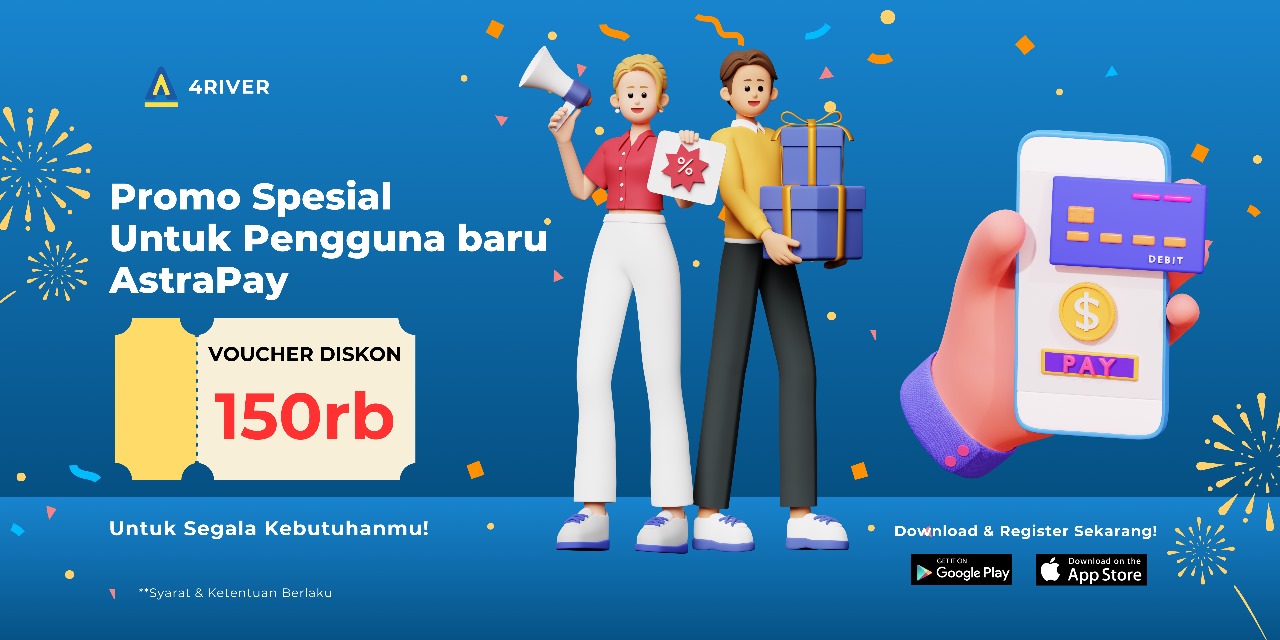 4RIVER
Promo Spesial
Untuk Pengguna baru
AstraPay
VOUCHER DISKON
150rb
Untuk Segala Kebutuhanmu!
**Syarat & Ketentuan Berlaku
%
DEBIT
$
PAY
Download & Register Sekarang!
GET IT ON
Google Play
Download on the
App Store